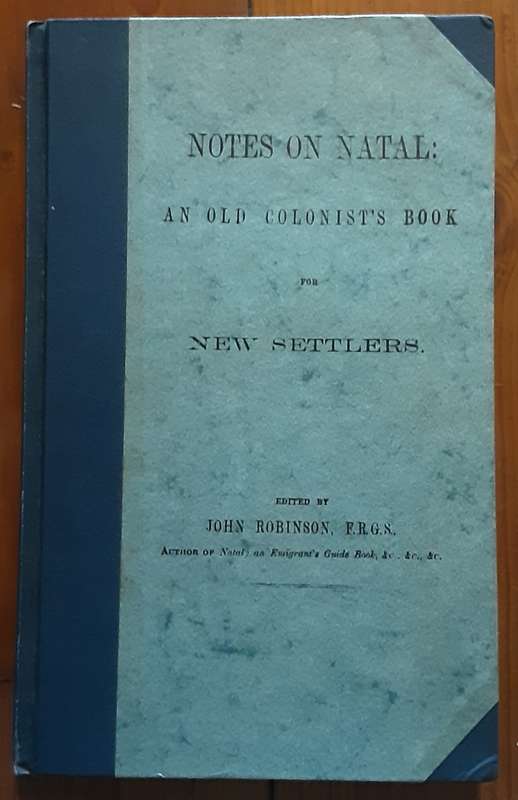 NOTES ON NATAL:
AN OLD COLONIST'S BOOK
FOR
NEW SETTLERS.
EDITED BY
JOHN ROBINSON, F.R.G.S.,
AUTHOR OF Natal; an Emigrant's Guide Book, &c., &c., &c.